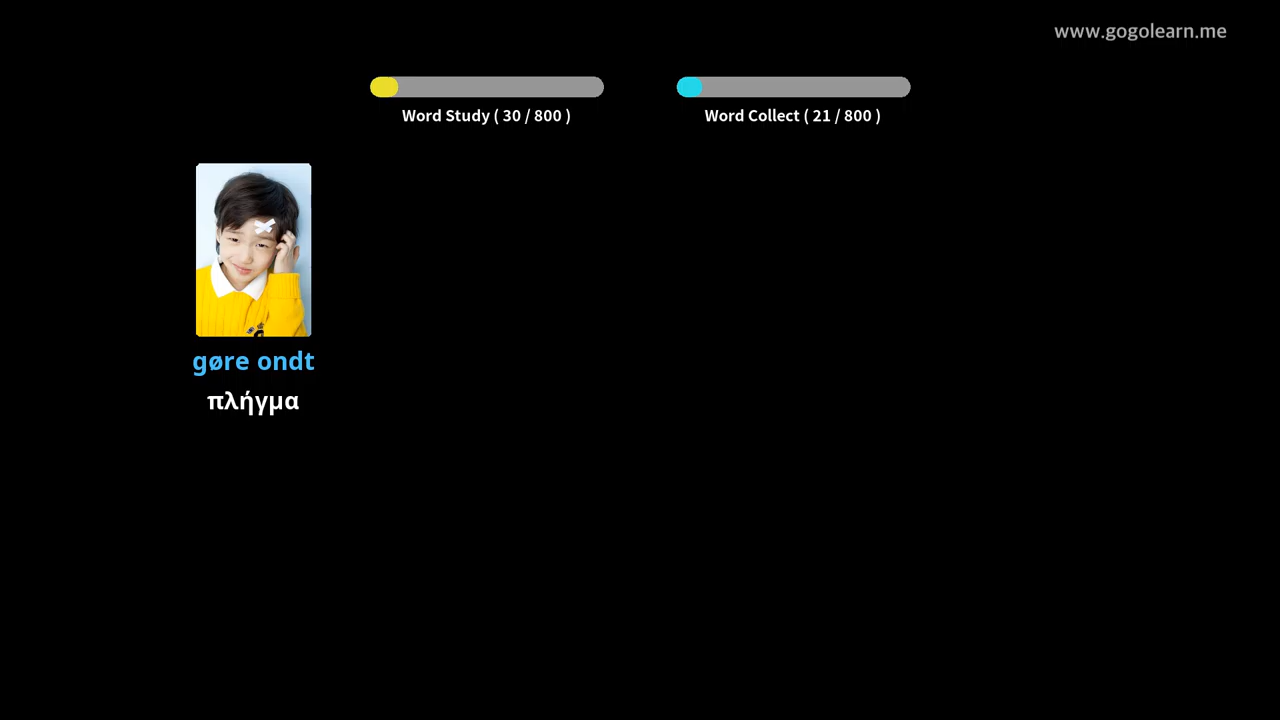 www.gogolearn.me
Word Study ( 30 / 800 )
Word Collect ( 21 / 800 )
gøre ondt
πλήγμα